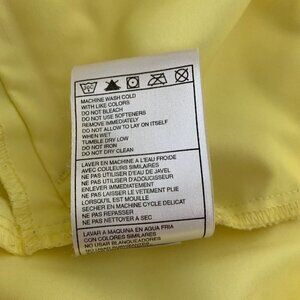 MACHINE WASH COLD
WITH LIKE COLORS
DO NOT BLEACH
DO NOT USE SOFTENERS
REMOVE IMMEDIATELY
DO NOT ALLOW TO LAY ON ITSELF
WHEN WET
TUMBLE DRY LOW
DO NOT IRON
DO NOT DRY CLEAN
LAVER EN MACHINE A L'EAU FROIDE
AVEC COULEURS SIMILAIRES
NE PAS UTILISER D'EAU DE JAVEL
NE PAS UTILISER D'ADOUCISSEUR
ENLEVER IMMÉDIATEMENT
NE PAS LAISSER LE VETEMENT PLIE
LORSQU'IL EST MOUILLE
SECHER EN MACHINE CYCLE DELICAT
NE PAS REPASSER
NE PAS NETTOYER A SEC
LAVAR A MAQUINA EN AGUA FRIA
CON COLORES SIMILARES
NO USAR BLANQUEADORES